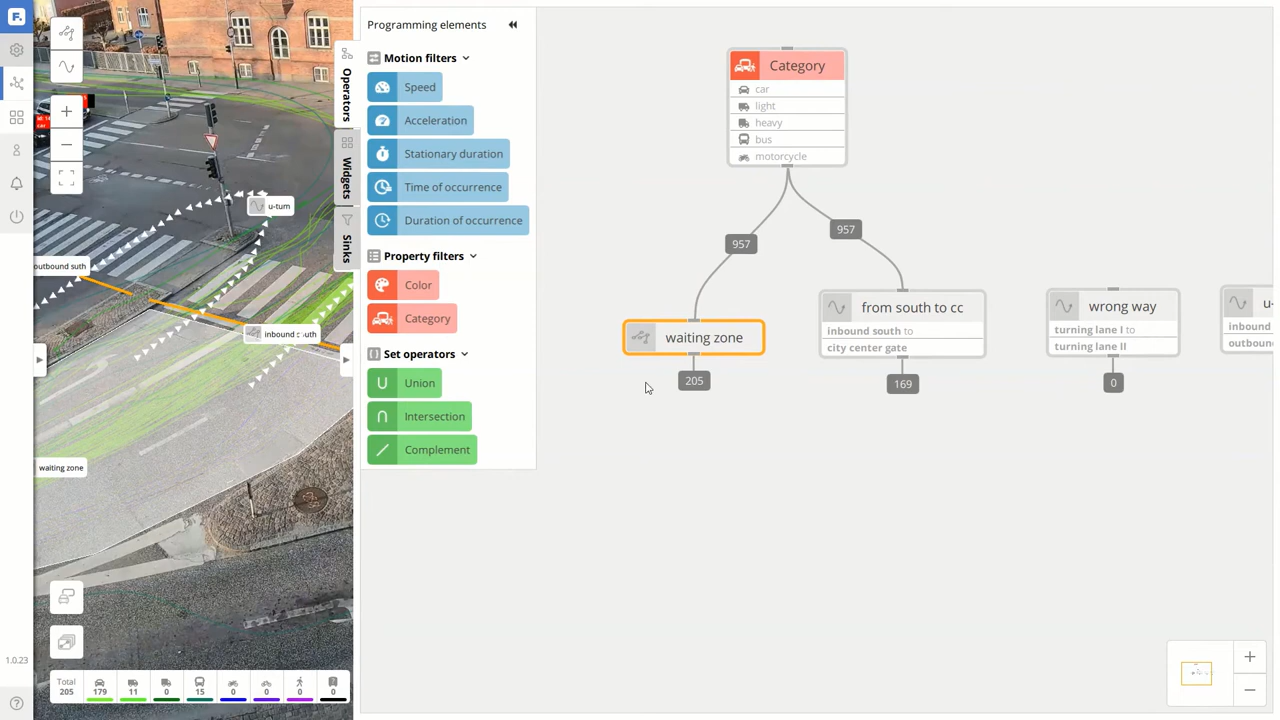 F.
Programming elements
Motion filters
Speed
Acceleration
Stationary duration
Time of occurrence
Duration of occurrence
Property filters
Color
Category
Set operators
Union
Intersection
Complement
Operators
Widgets
Sinks
Category
car
light
heavy
bus
motorcycle
957
957
waiting zone
205
from south to cc
inbound south to
city center gate
169
wrong way
turning lane I to
turning lane II
0
u-
inbound
outboun
u-turn
outbound suth
inbound south
waiting zone
1.0.23
Total
205
179
11
0
15
0
0
0
0